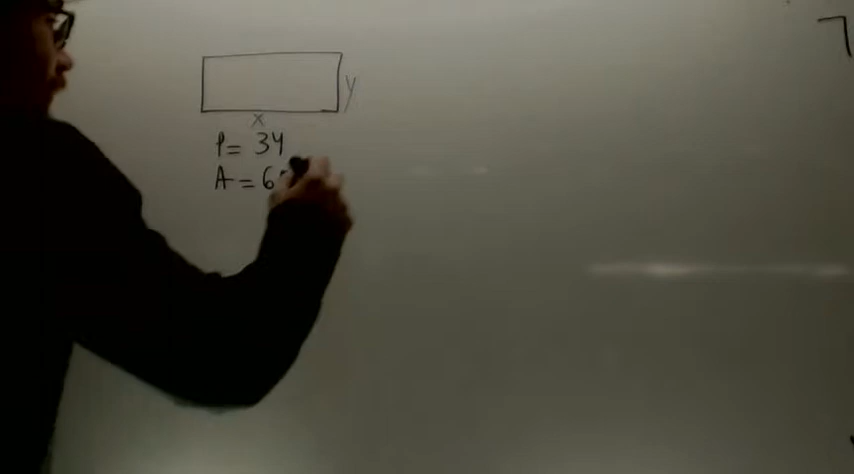 y
x
P = 34
A = 6